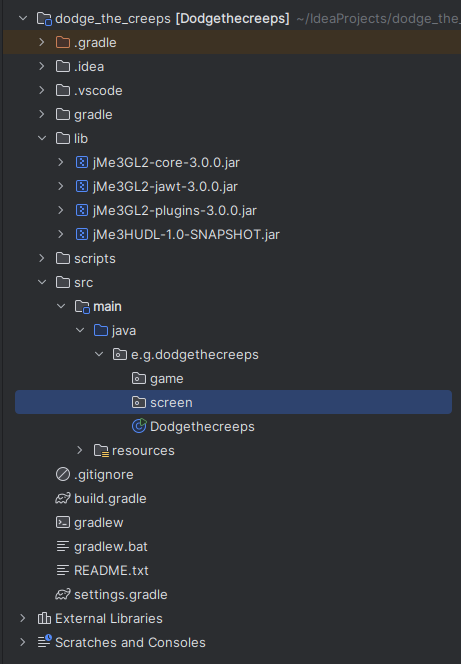 dodge_the_creeps [Dodgethecreeps] ~/IdeaProjects/dodge_the_
.gradle
.idea
.vscode
gradle
lib
jMe3GL2-core-3.0.0.jar
jMe3GL2-jawt-3.0.0.jar
jMe3GL2-plugins-3.0.0.jar
jMe3HUDL-1.0-SNAPSHOT.jar
scripts
src
main
java
e.g.dodgethecreeps
game
screen
Dodgethecreeps
resources
.gitignore
build.gradle
gradlew
gradlew.bat
README.txt
settings.gradle
External Libraries
Scratches and Consoles